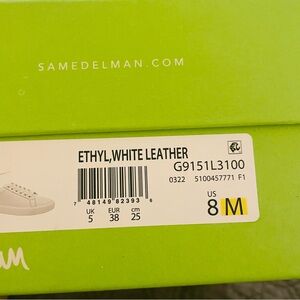 SAMEDELMAN.COM
ETHYL,WHITE LEATHER
G9151L3100
0322 5100457771 F1
7 48149 82393 6
UK EUR cm
5 38 25
US
8 M